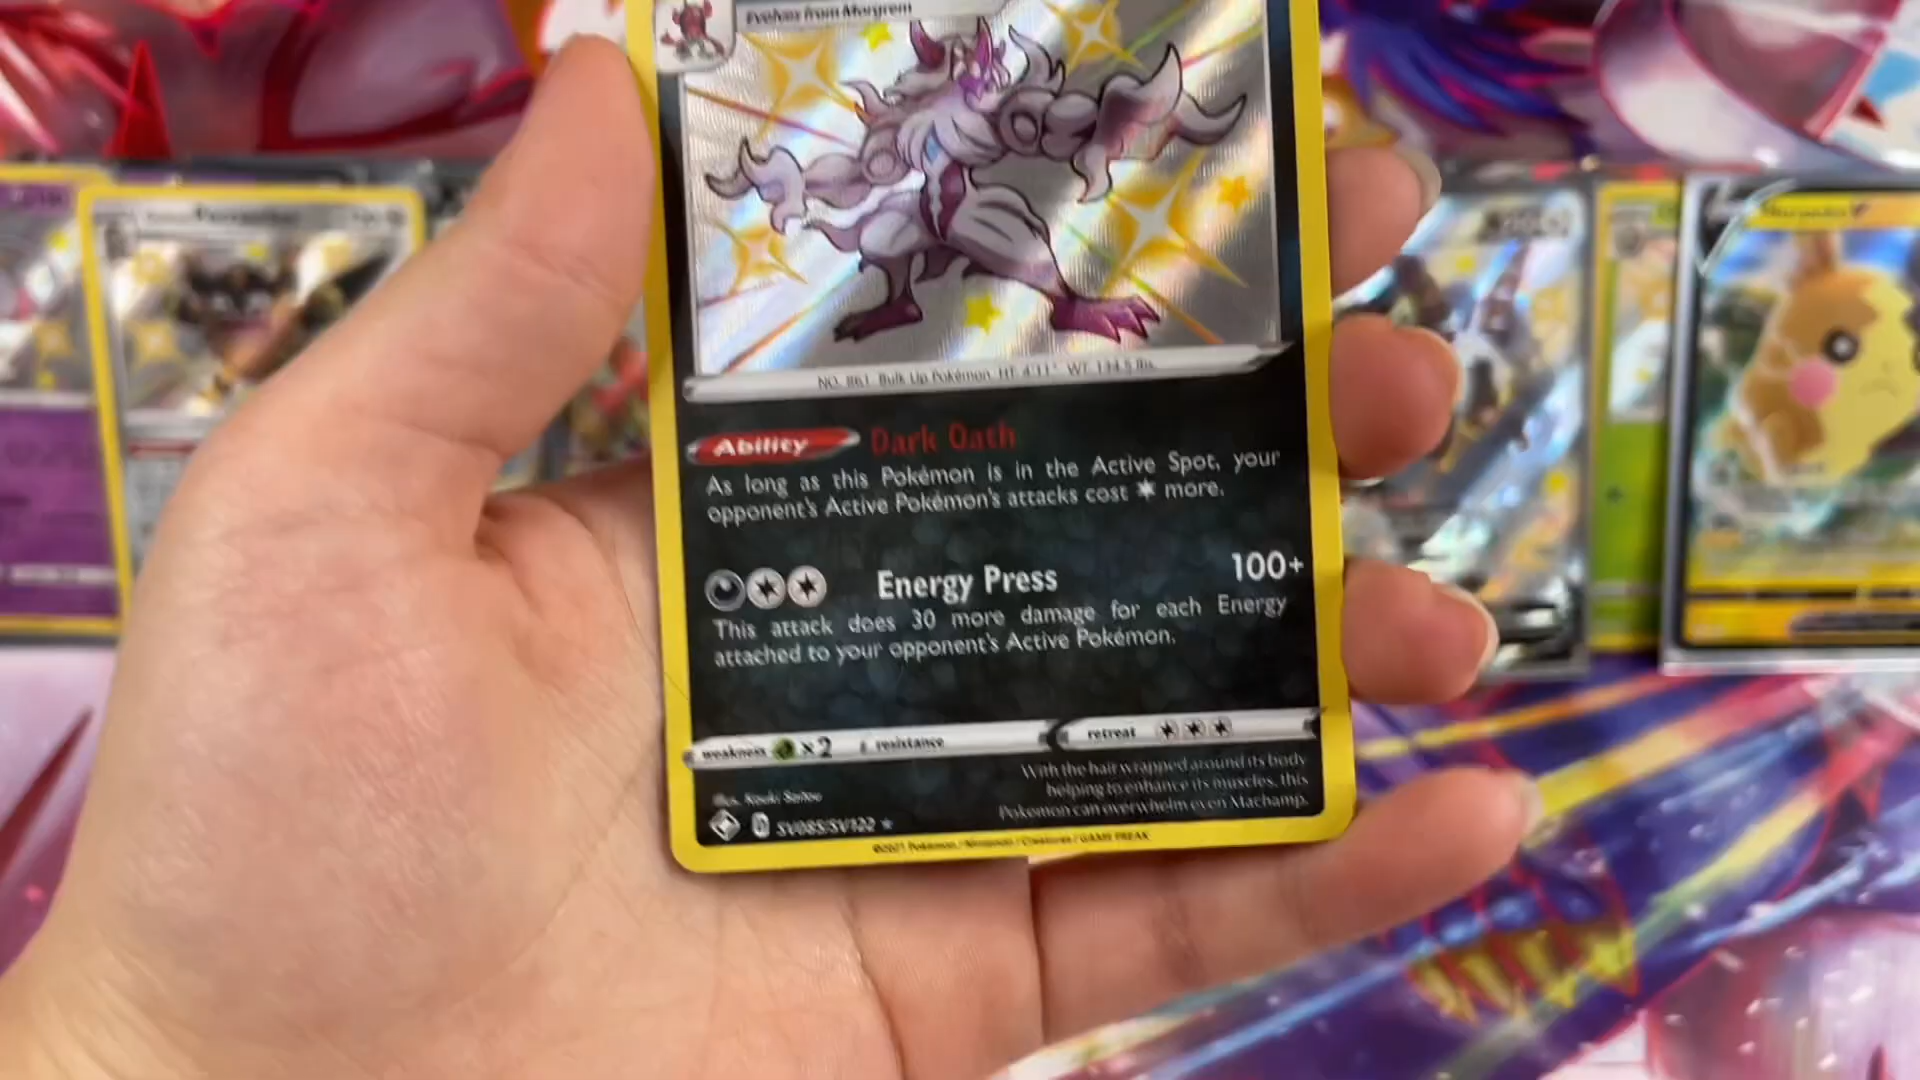 Evolves from Morgrem
NO. 861 Bulk Up Pokémon HT: 4'11" WT: 134.5 lbs.
Ability Dark Oath
As long as this Pokémon is in the Active Spot, your
opponent's Active Pokémon's attacks cost more.
Energy Press 100+
This attack does 30 more damage for each Energy
attached to your opponent's Active Pokémon.
weakness ×2 resistance retreat
With the hair wrapped around its body
helping to enhance its muscles, this
Pokémon can overwhelm even Machamp.
Illus. Kouki Saitou
D SV085/SV122
©2021 Pokémon / Nintendo / Creatures / GAME FREAK